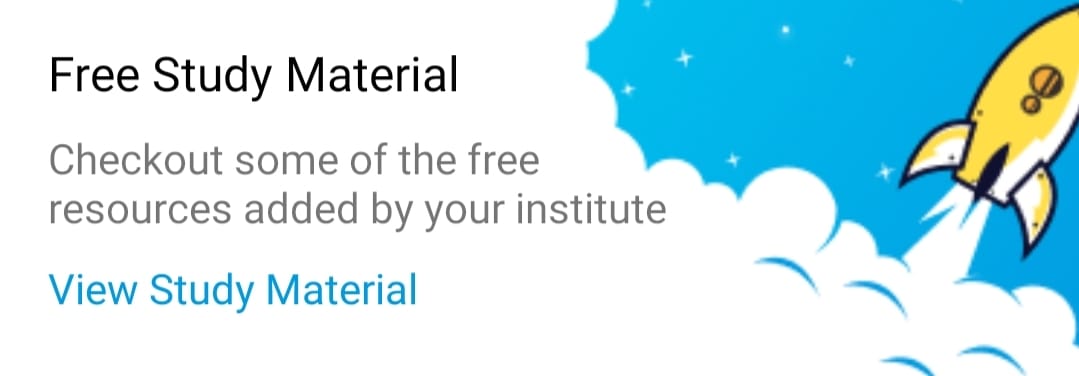 Free Study Material
Checkout some of the free
resources added by your institute
View Study Material